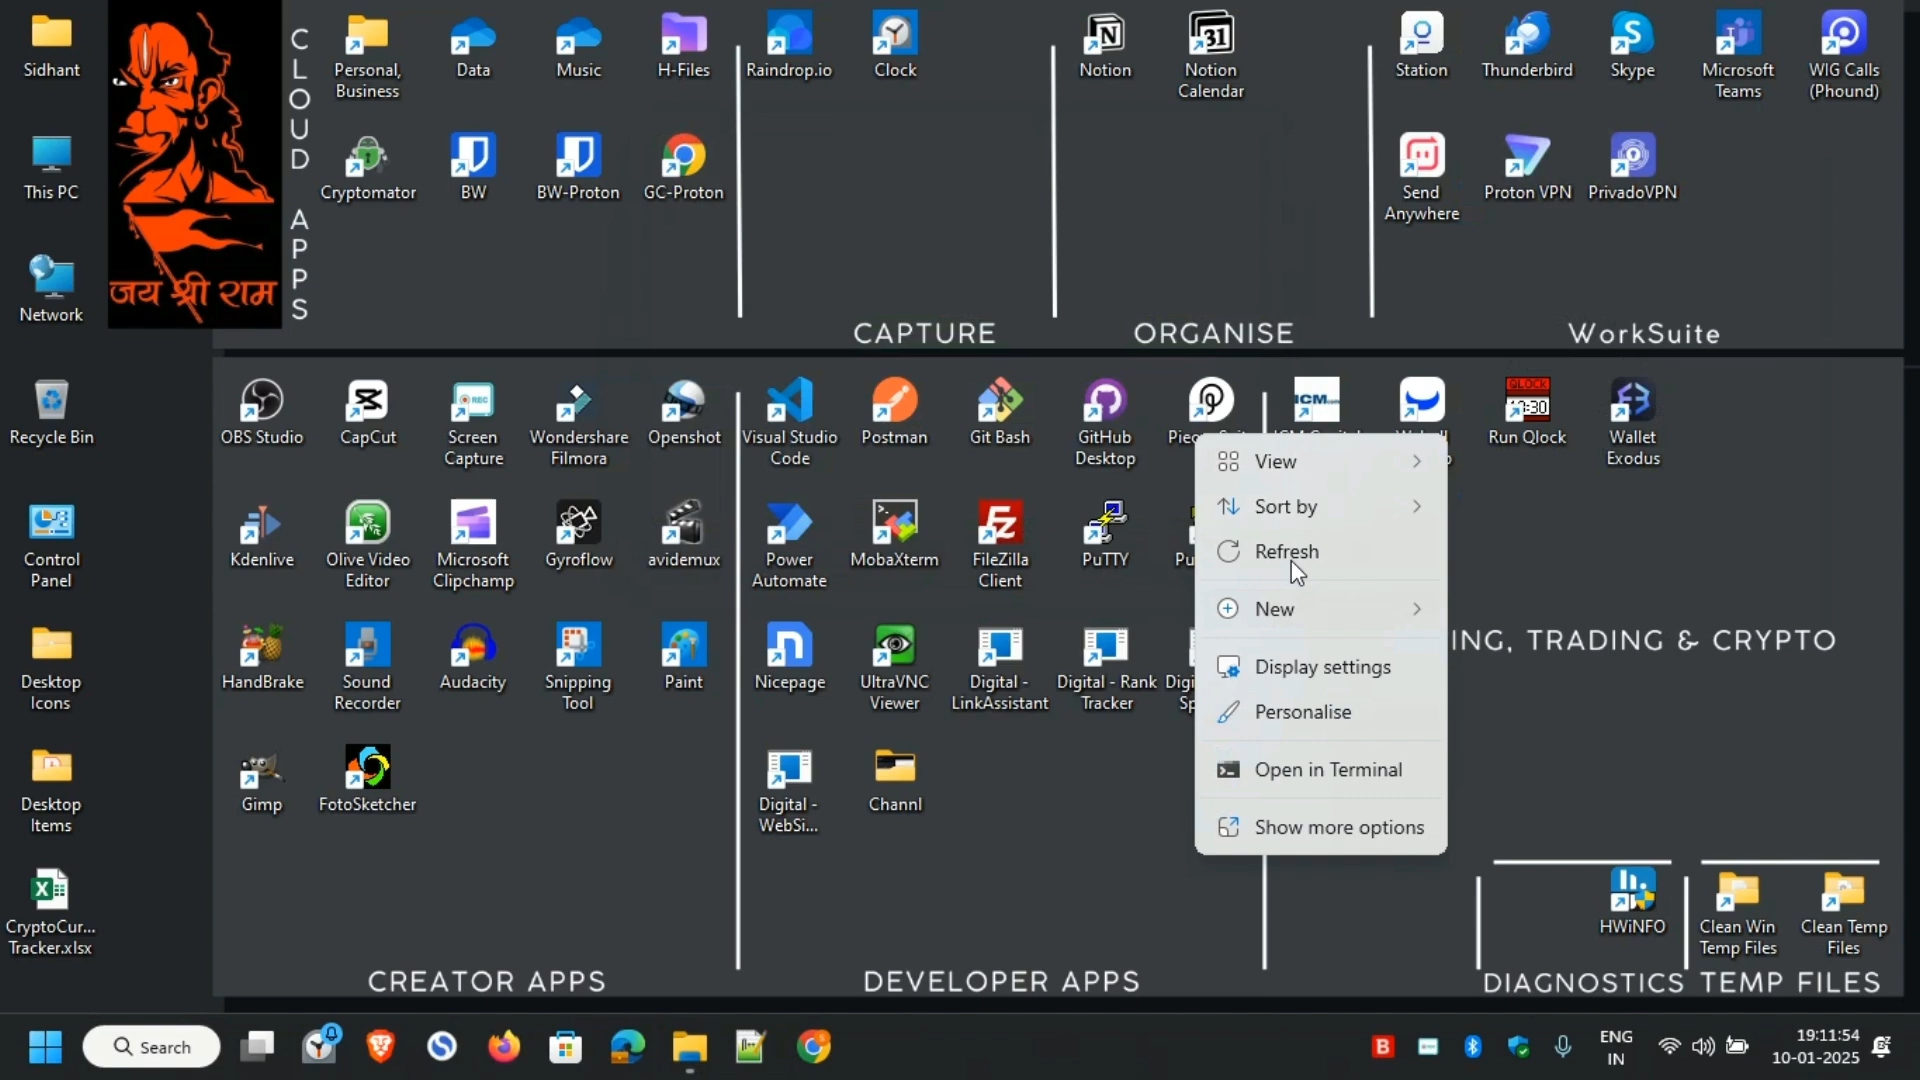 Sidhant
This PC
Network
Recycle Bin
Control
Panel
Desktop
Icons
Desktop
Items
CryptoCur...
Tracker.xlsx
जय श्री राम
CLOUD APPS
Personal,
Business
Data
Music
H-Files
Cryptomator
BW
BW-Proton
GC-Proton
Raindrop.io
Clock
CAPTURE
Notion
Notion
Calendar
ORGANISE
Station
Thunderbird
Skype
Microsoft
Teams
WIG Calls
(Phound)
Send
Anywhere
Proton VPN
PrivadoVPN
WorkSuite
OBS Studio
CapCut
Screen
Capture
Wondershare
Filmora
Openshot
Kdenlive
Olive Video
Editor
Microsoft
Clipchamp
Gyroflow
avidemux
HandBrake
Sound
Recorder
Audacity
Snipping
Tool
Paint
Gimp
FotoSketcher
CREATOR APPS
Visual Studio
Code
Postman
Git Bash
GitHub
Desktop
Power
Automate
MobaXterm
FileZilla
Client
PuTTY
Nicepage
UltraVNC
Viewer
Digital -
LinkAssistant
Digital - Rank
Tracker
Digital -
WebSi...
Channl
DEVELOPER APPS
Run Qlock
Wallet
Exodus
View
Sort by
Refresh
New
Display settings
Personalise
Open in Terminal
Show more options
ING, TRADING & CRYPTO
HWiNFO
DIAGNOSTICS
Clean Win
Temp Files
Clean Temp
Files
TEMP FILES
Search
ENG
IN
19:11:54
10-01-2025